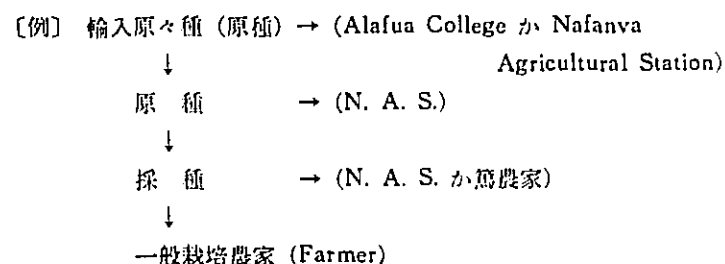 〔例〕 輸入原々種 (原種) → (Alafua College か Nafanva
Agricultural Station)
↓
原 種 → (N. A. S.)
↓
採 種 → (N. A. S. か篤農家)
↓
一般栽培農家 (Farmer)